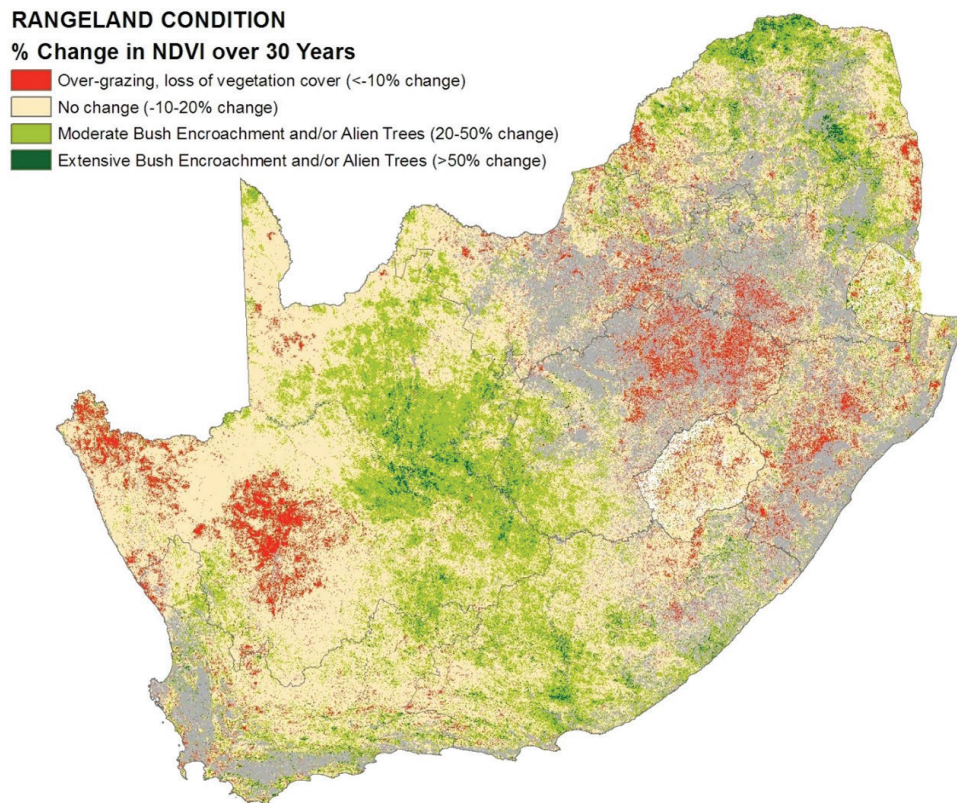 RANGELAND CONDITION
% Change in NDVI over 30 Years
Over-grazing, loss of vegetation cover (<-10% change)
No change (-10-20% change)
Moderate Bush Encroachment and/or Alien Trees (20-50% change)
Extensive Bush Encroachment and/or Alien Trees (>50% change)